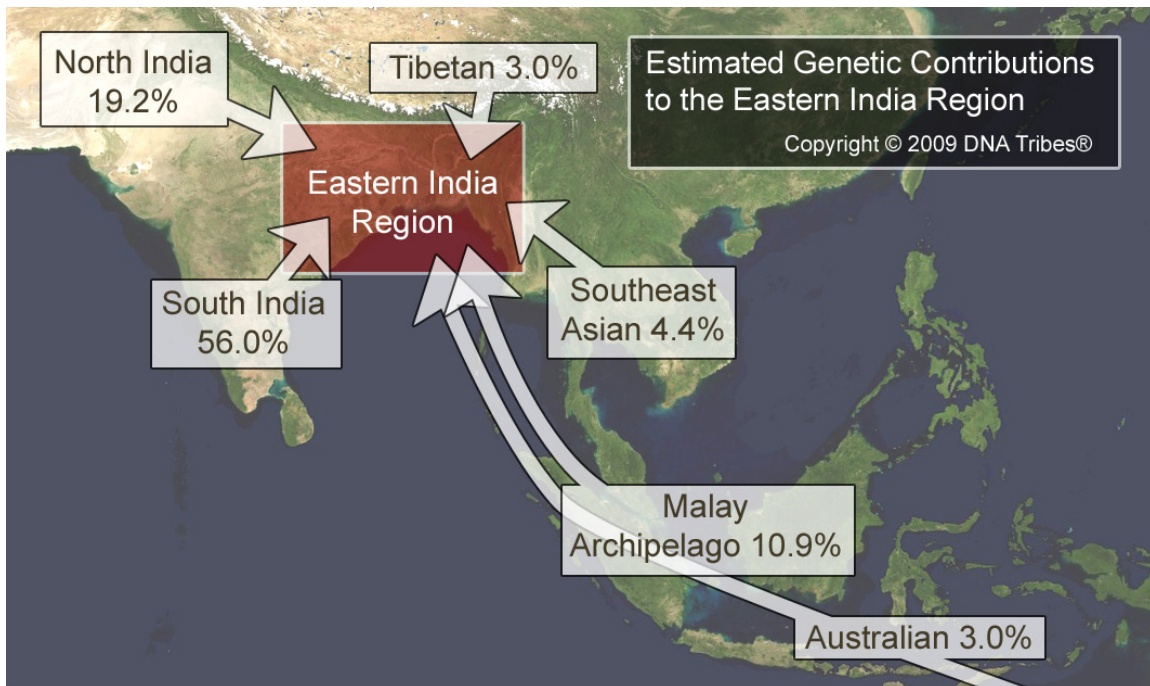 North India
19.2%
Tibetan 3.0%
Estimated Genetic Contributions
to the Eastern India Region
Copyright © 2009 DNA Tribes®
Eastern India
Region
South India
56.0%
Southeast
Asian 4.4%
Malay
Archipelago 10.9%
Australian 3.0%